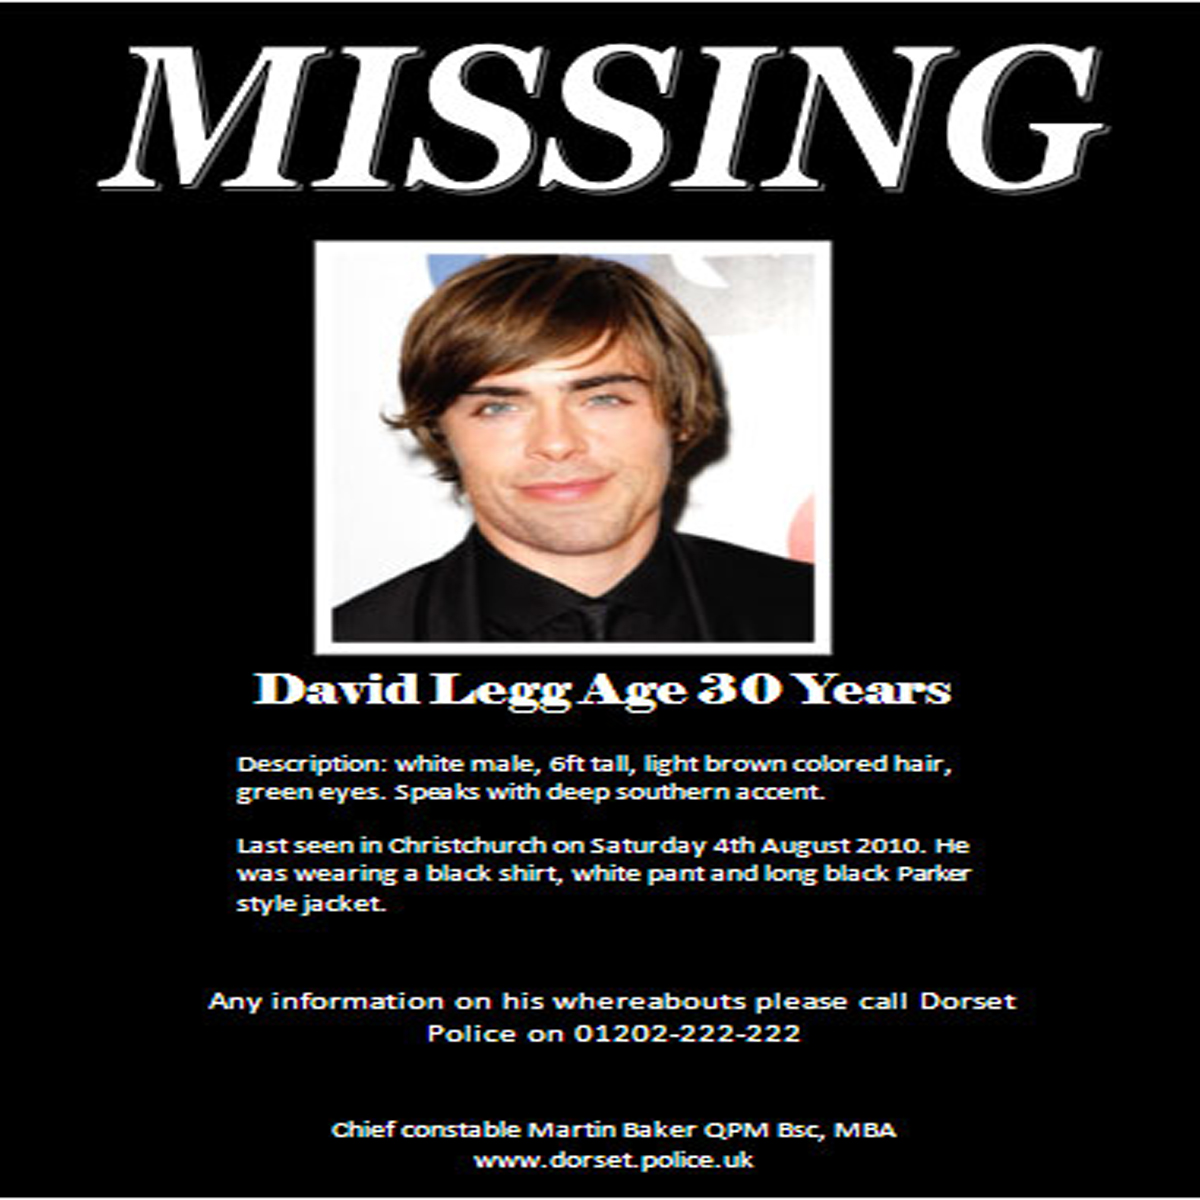 MISSING
David Legg Age 30 Years
Description: white male, 6ft tall, light brown colored hair,
green eyes. Speaks with deep southern accent.
Last seen in Christchurch on Saturday 4th August 2010. He
was wearing a black shirt, white pant and long black Parker
style jacket.
Any information on his whereabouts please call Dorset
Police on 01202-222-222
Chief constable Martin Baker QPM Bsc, MBA
www.dorset.police.uk